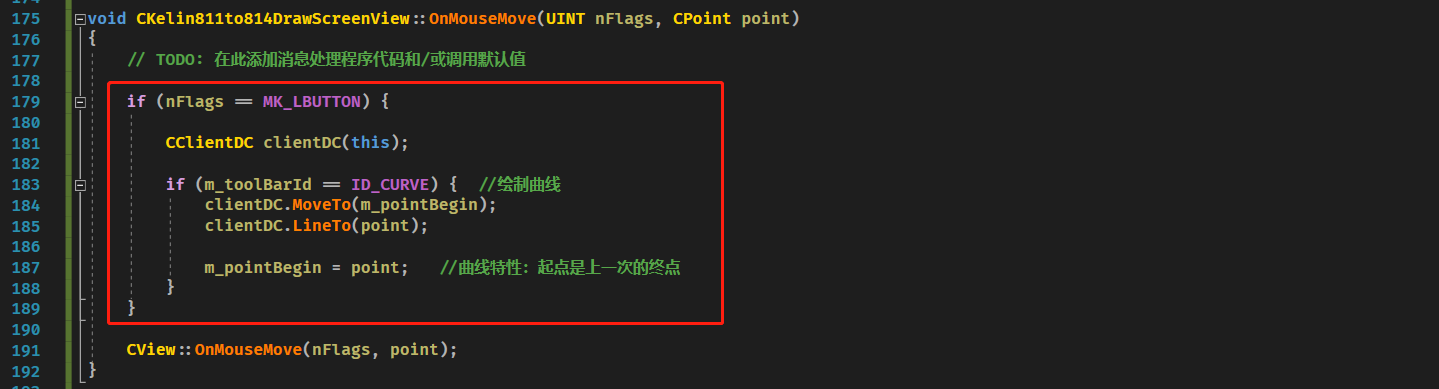 175 void CKelin811to814DrawScreenView::OnMouseMove(UINT nFlags, CPoint point)
176 {
177 // TODO: 在此添加消息处理程序代码和/或调用默认值
178
179 if (nFlags == MK_LBUTTON) {
180
181 CClientDC clientDC(this);
182
183 if (m_toolBarId == ID_CURVE) { //绘制曲线
184 clientDC.MoveTo(m_pointBegin);
185 clientDC.LineTo(point);
186
187 m_pointBegin = point; //曲线特性: 起点是上一次的终点
188 }
189 }
190
191 CView::OnMouseMove(nFlags, point);
192 }